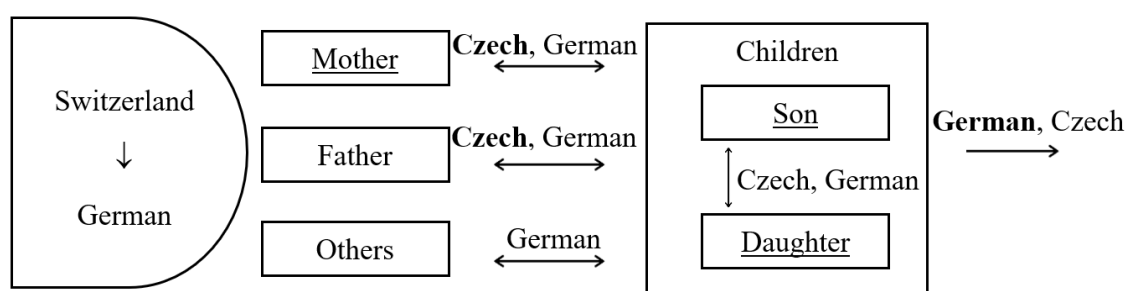 Switzerland
↓
German
Mother
Czech, German
Father
Czech, German
Others
German
Children
Son
Czech, German
Daughter
German, Czech